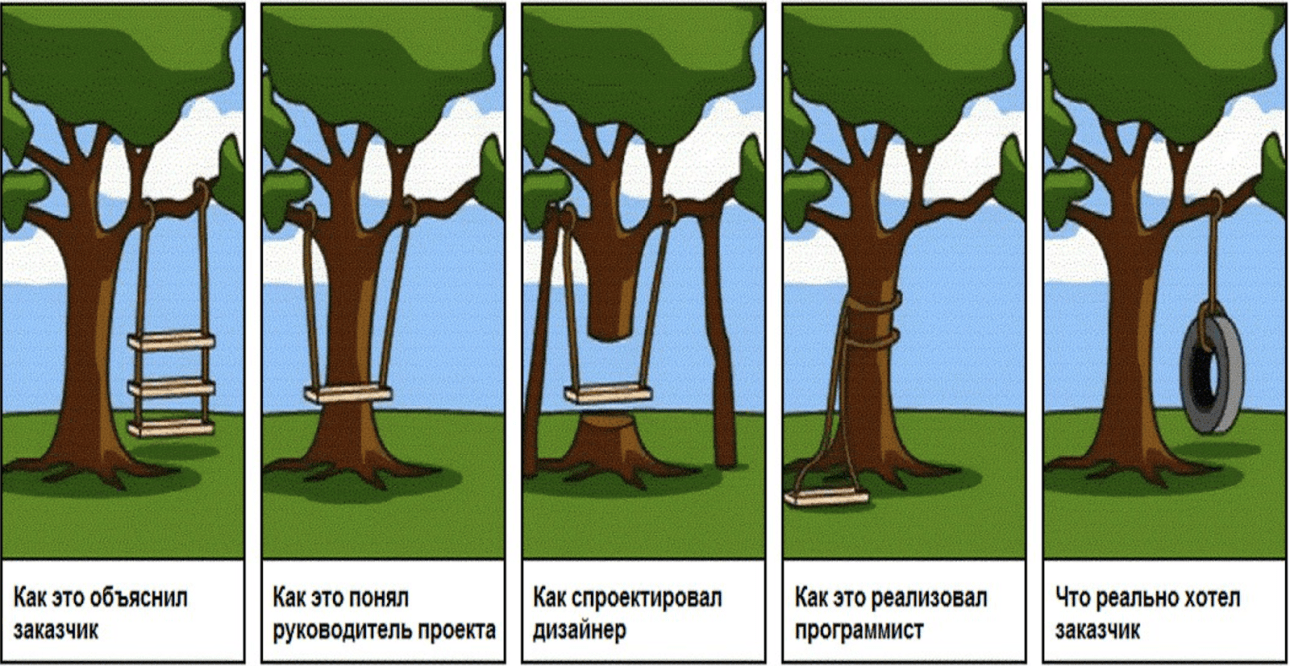 Как это объяснил
заказчик
Как это понял
руководитель проекта
Как спроектировал
дизайнер
Как это реализовал
программист
Что реально хотел
заказчик